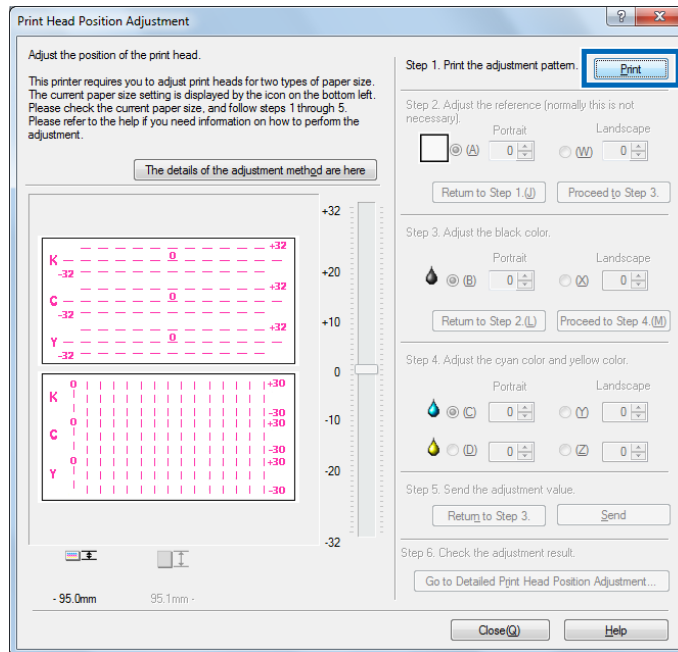 Print Head Position Adjustment
Adjust the position of the print head.
This printer requires you to adjust print heads for two types of paper size.
The current paper size setting is displayed by the icon on the bottom left.
Please check the current paper size, and follow steps 1 through 5.
Please refer to the help if you need information on how to perform the
adjustment.
The details of the adjustment method are here
+32
+20
+10
0
-10
-20
-32
+32
K 0
-32
+32
C 0
-32
+32
Y 0
-32
0 +30
K
-30
0 +30
C
-30
0 +30
Y
-30
- 95.0mm 95.1mm -
Step 1. Print the adjustment pattern. Print
Step 2. Adjust the reference (normally this is not
necessary).
Portrait Landscape
(A) 0 (W) 0
Return to Step 1.(J) Proceed to Step 3.
Step 3. Adjust the black color.
Portrait Landscape
(B) 0 (X) 0
Return to Step 2.(L) Proceed to Step 4.(M)
Step 4. Adjust the cyan color and yellow color.
Portrait Landscape
(C) 0 (Y) 0
(D) 0 (Z) 0
Step 5. Send the adjustment value.
Return to Step 3. Send
Step 6. Check the adjustment result.
Go to Detailed Print Head Position Adjustment...
Close(Q) Help